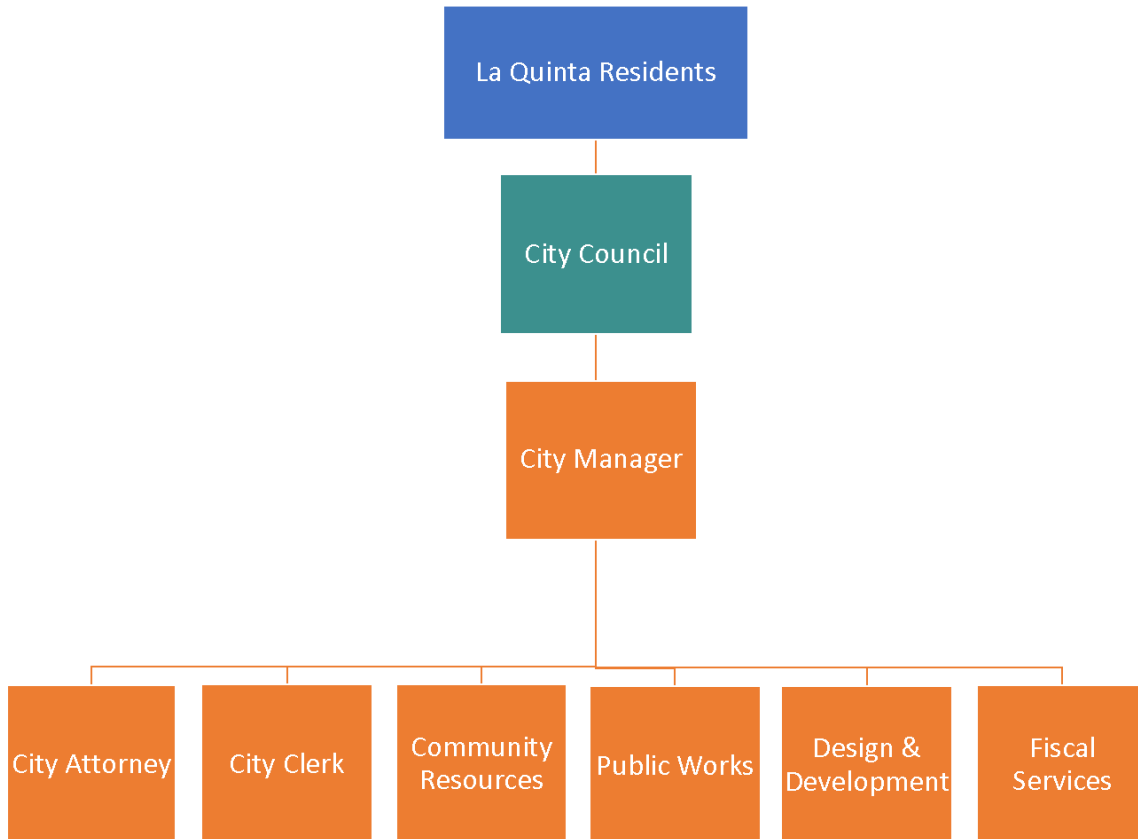 La Quinta Residents
City Council
City Manager
City Attorney
City Clerk
Community
Resources
Public Works
Design &
Development
Fiscal
Services